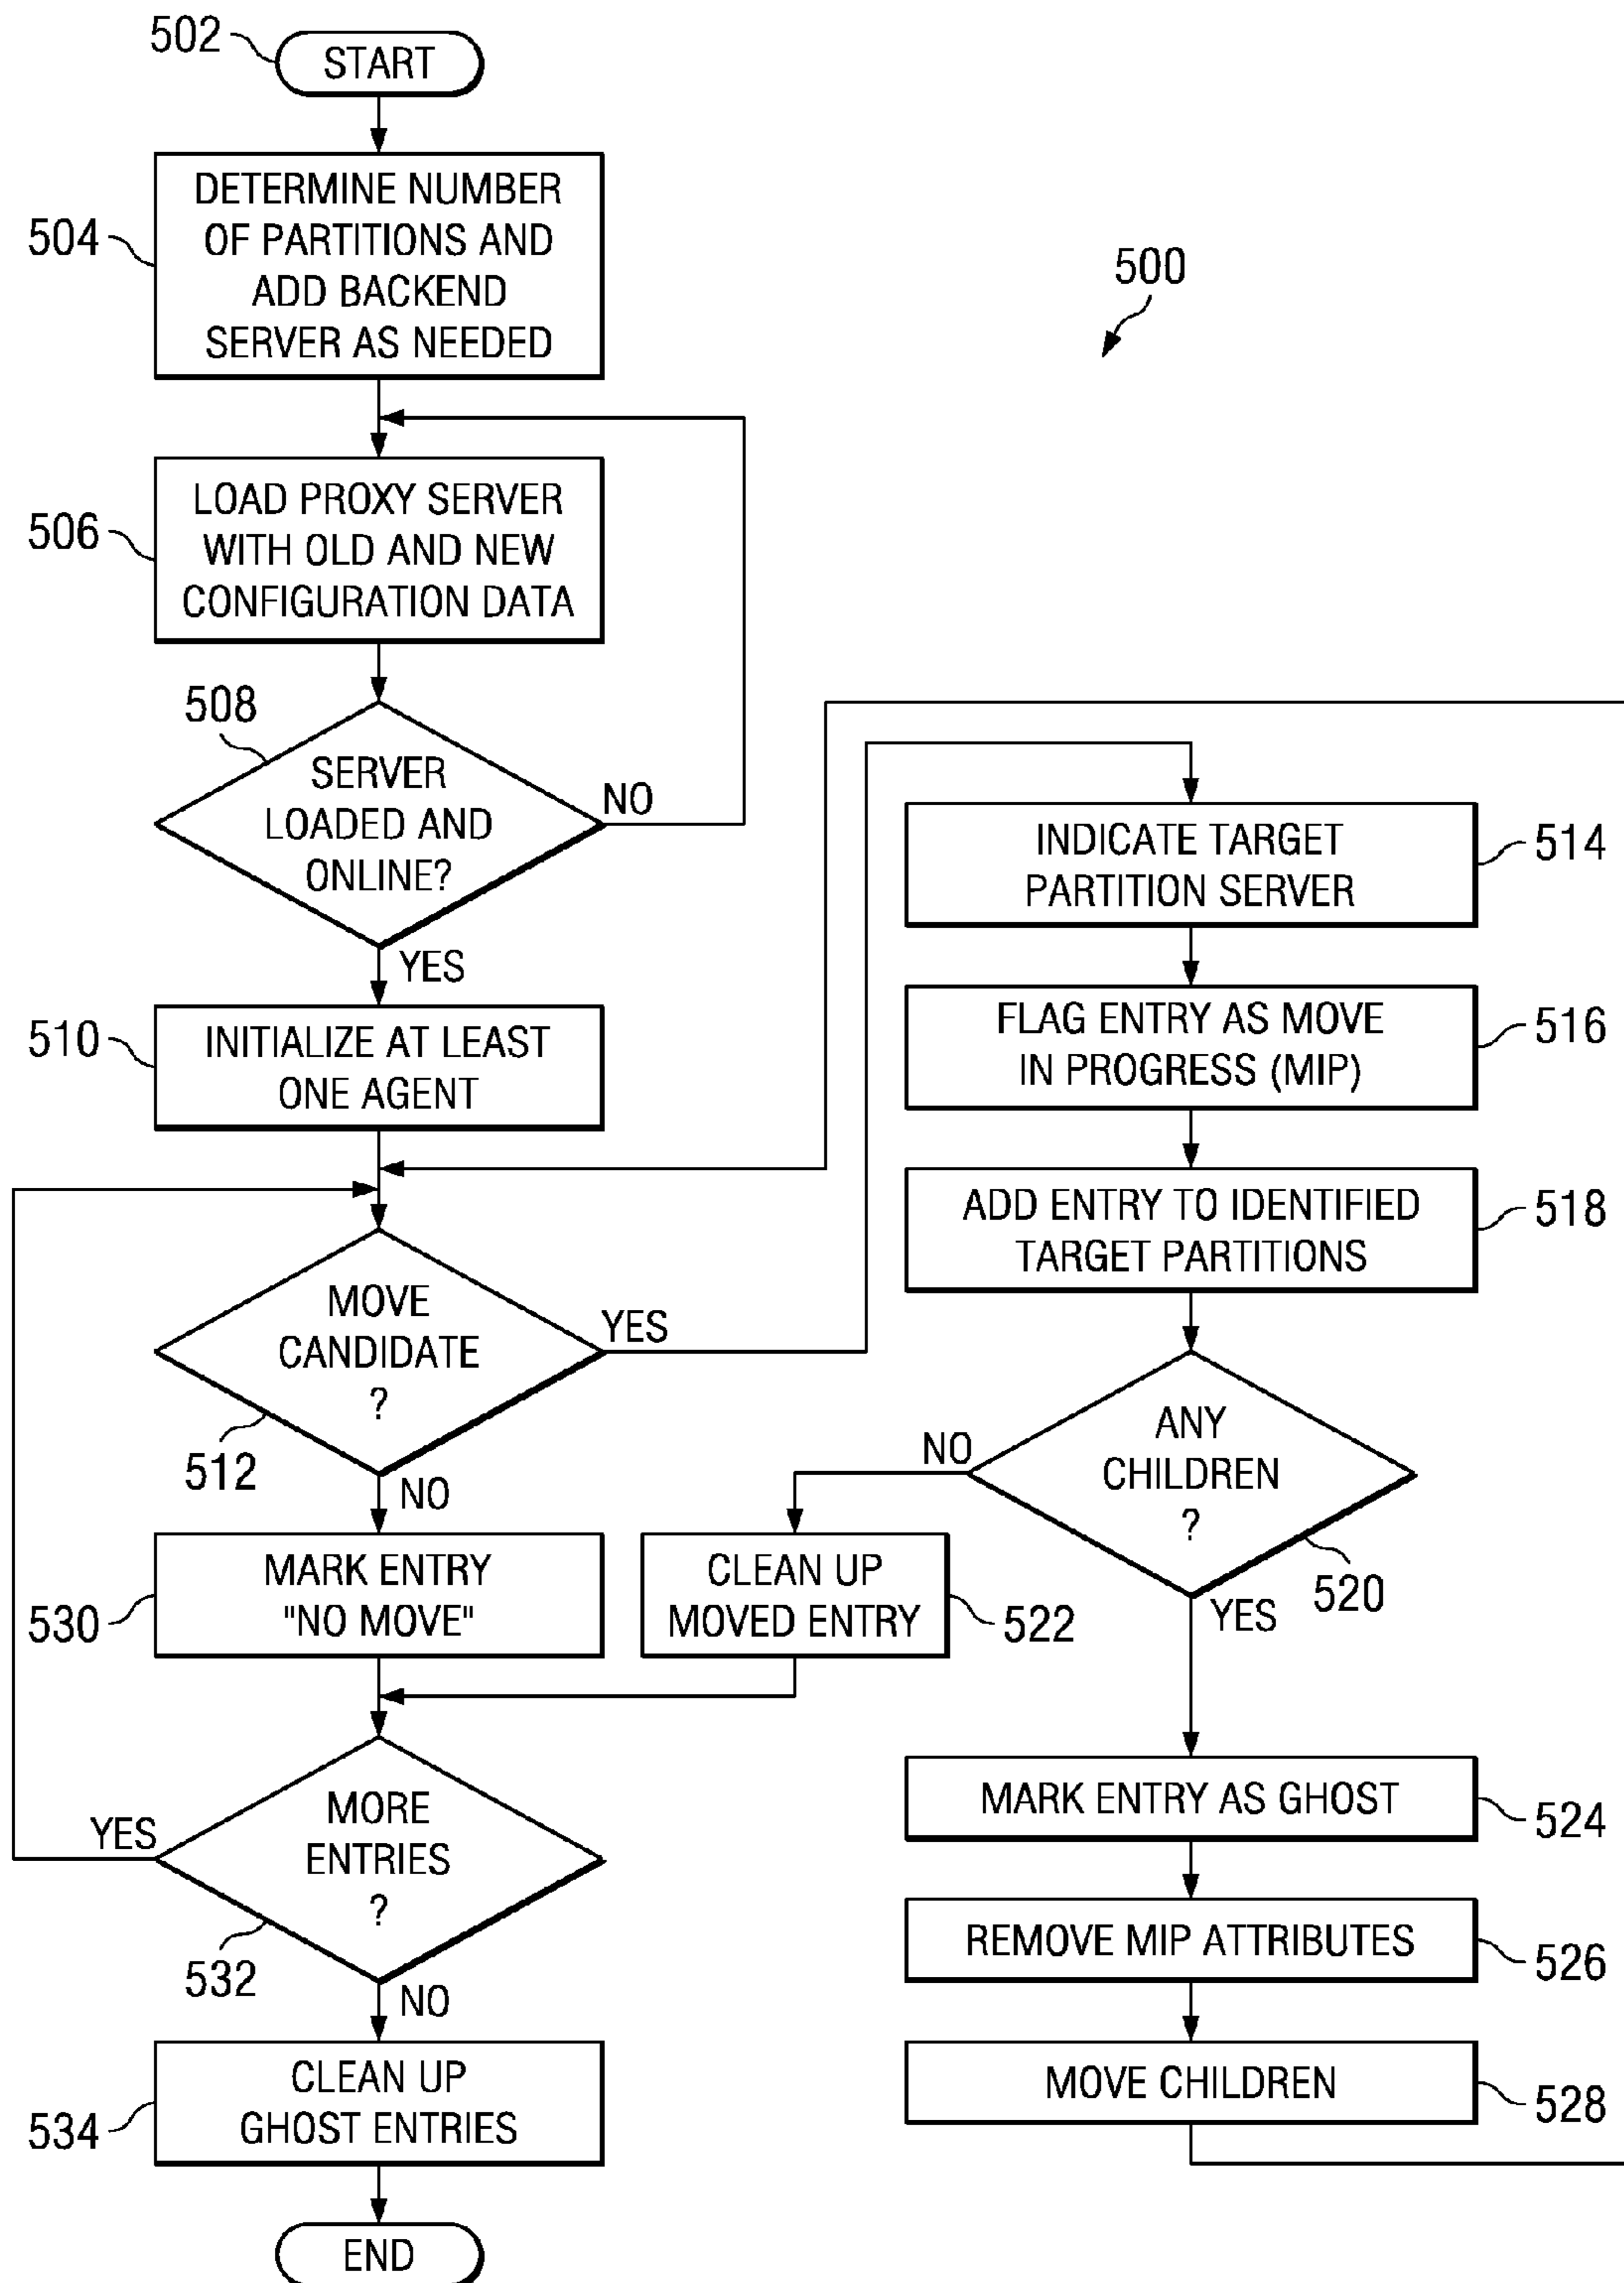 502
START
504
DETERMINE NUMBER
OF PARTITIONS AND
ADD BACKEND
SERVER AS NEEDED
500
506
LOAD PROXY SERVER
WITH OLD AND NEW
CONFIGURATION DATA
508
SERVER
LOADED AND
ONLINE?
NO
YES
510
INITIALIZE AT LEAST
ONE AGENT
MOVE
CANDIDATE
?
YES
512
NO
530
MARK ENTRY
"NO MOVE"
MORE
ENTRIES
?
YES
532
NO
534
CLEAN UP
GHOST ENTRIES
END
INDICATE TARGET
PARTITION SERVER
514
FLAG ENTRY AS MOVE
IN PROGRESS (MIP)
516
ADD ENTRY TO IDENTIFIED
TARGET PARTITIONS
518
ANY
CHILDREN
?
NO
520
YES
CLEAN UP
MOVED ENTRY
522
MARK ENTRY AS GHOST
524
REMOVE MIP ATTRIBUTES
526
MOVE CHILDREN
528